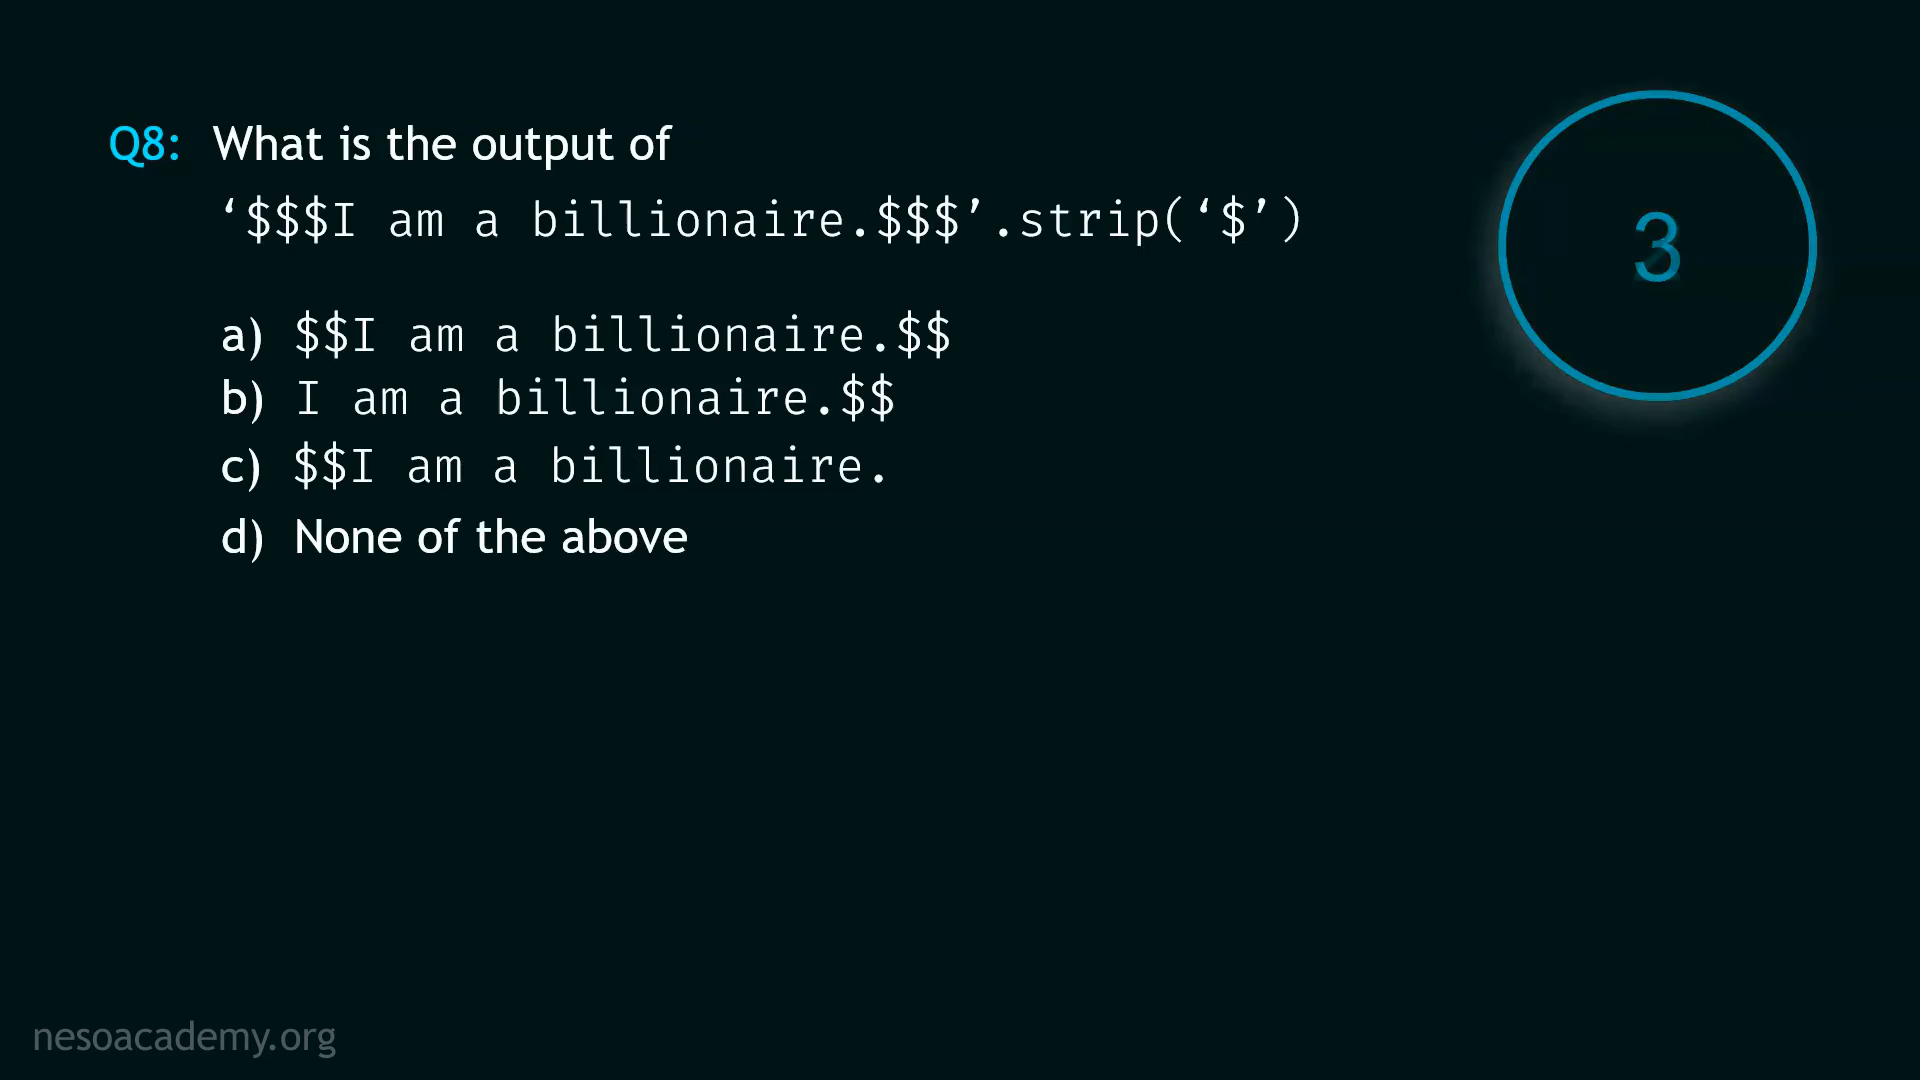 Q8: What is the output of
‘$$$I am a billionaire.$$$’.strip(‘$’)
3
a) $$I am a billionaire.$$
b) I am a billionaire.$$
c) $$I am a billionaire.
d) None of the above
nesoacademy.org